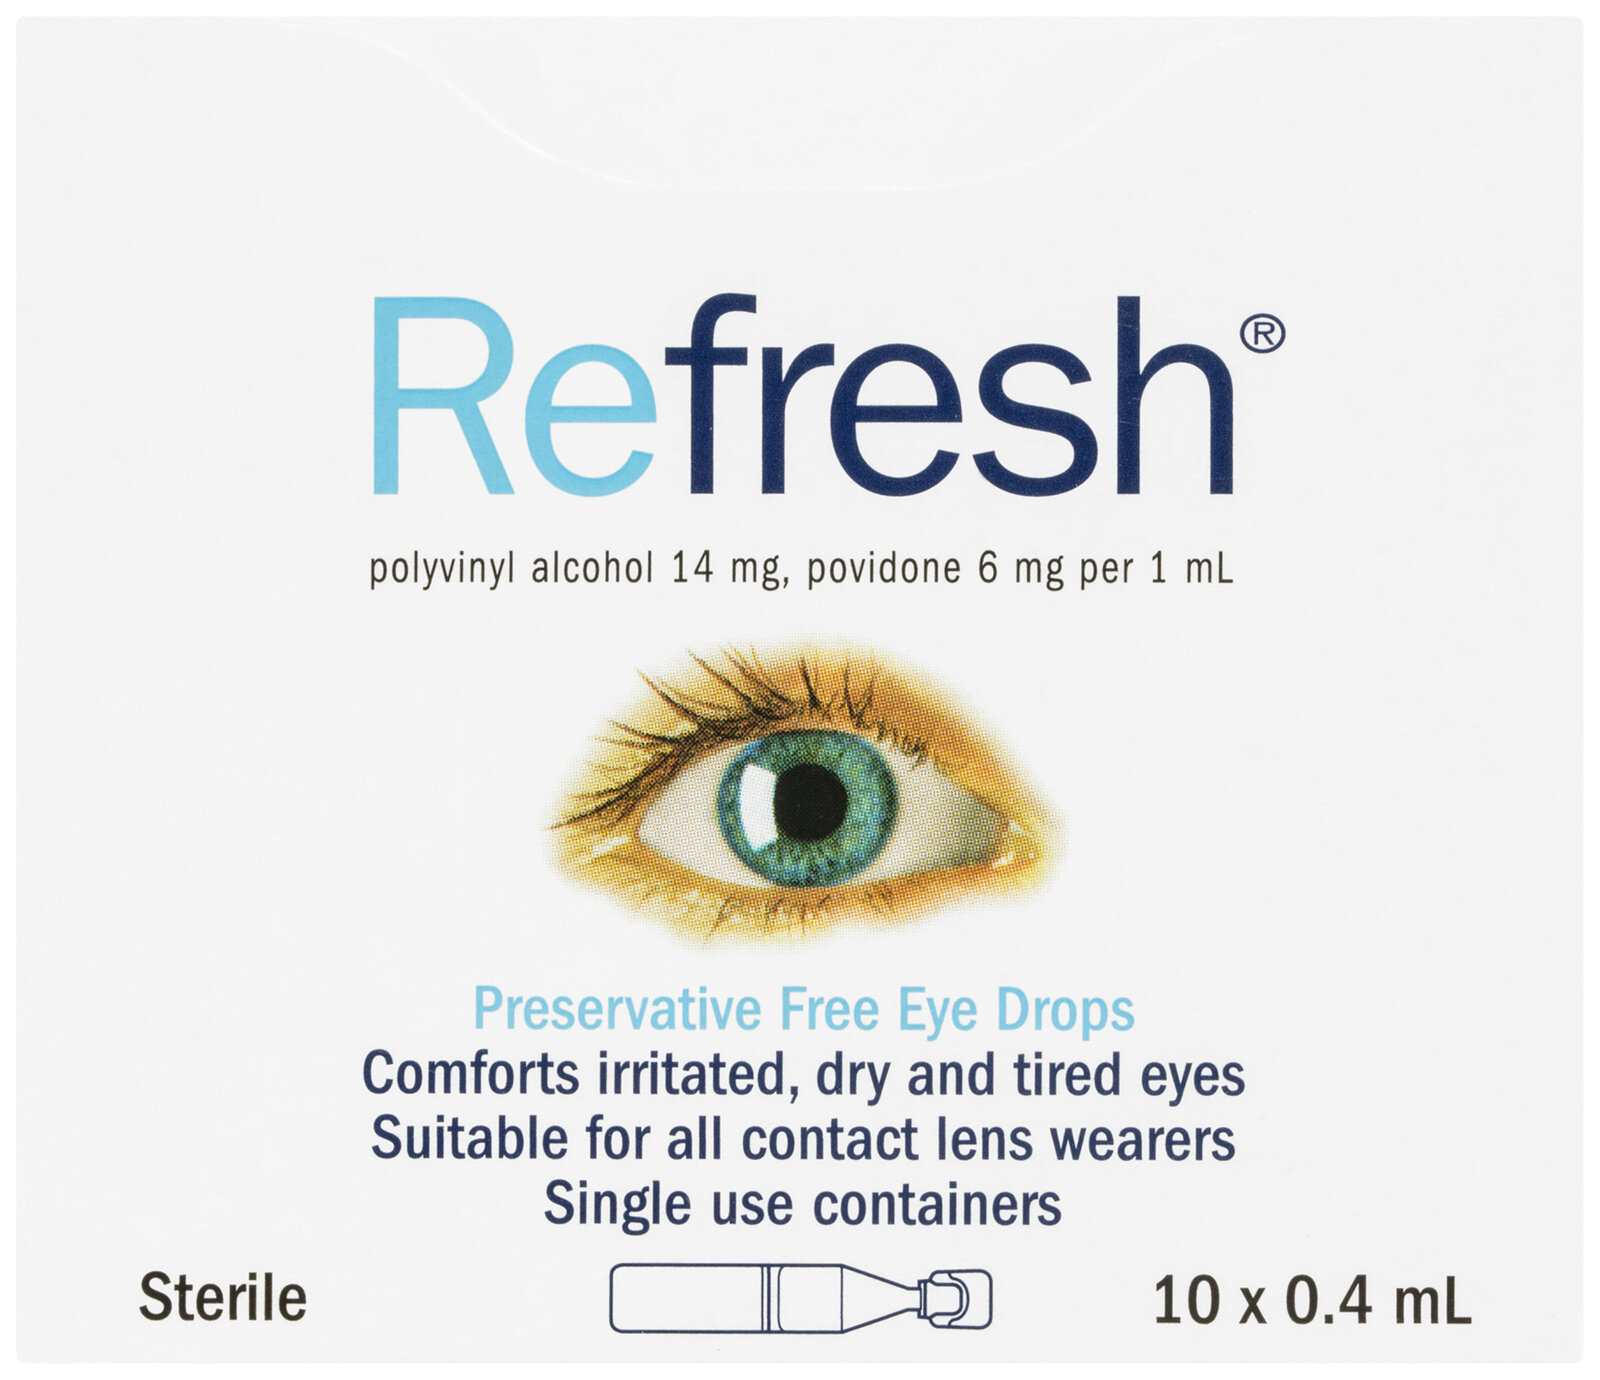 Refresh®
polyvinyl alcohol 14 mg, povidone 6 mg per 1 mL
Preservative Free Eye Drops
Comforts irritated, dry and tired eyes
Suitable for all contact lens wearers
Single use containers
Sterile
10 x 0.4 mL